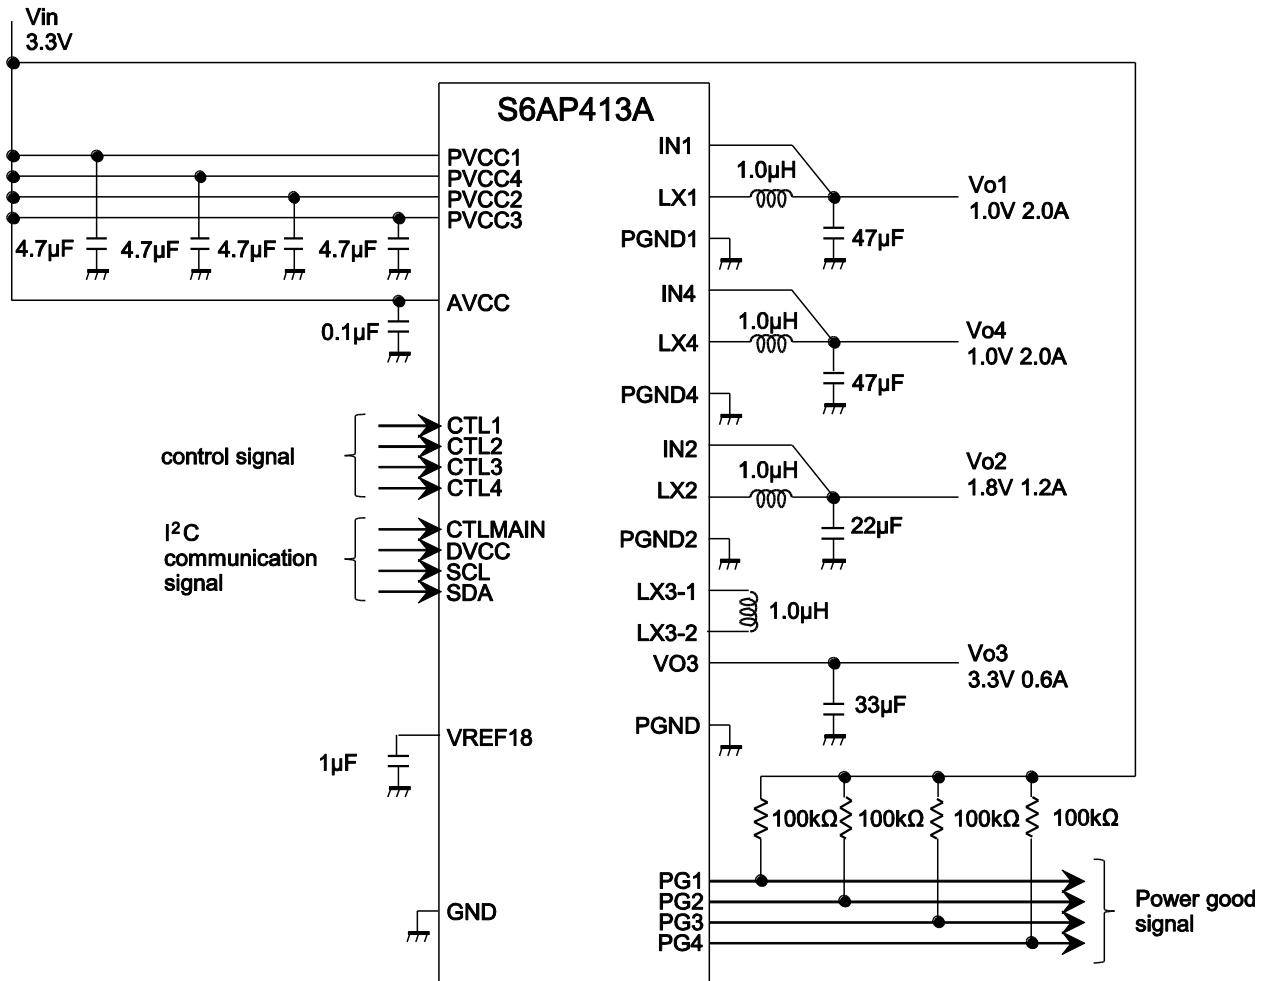 Vin
3.3V
S6AP413A
PVCC1
PVCC4
PVCC2
PVCC3
4.7µF
4.7µF
4.7µF
4.7µF
AVCC
0.1µF
control signal
CTL1
CTL2
CTL3
CTL4
I²C
communication
signal
CTLMAIN
DVCC
SCL
SDA
VREF18
1µF
GND
IN1
1.0µH
LX1
Vo1
1.0V 2.0A
PGND1
47µF
IN4
1.0µH
LX4
Vo4
1.0V 2.0A
PGND4
47µF
IN2
1.0µH
LX2
Vo2
1.8V 1.2A
PGND2
22µF
LX3-1
1.0µH
LX3-2
VO3
Vo3
3.3V 0.6A
33µF
PGND
100kΩ
100kΩ
100kΩ
100kΩ
PG1
PG2
PG3
PG4
Power good
signal